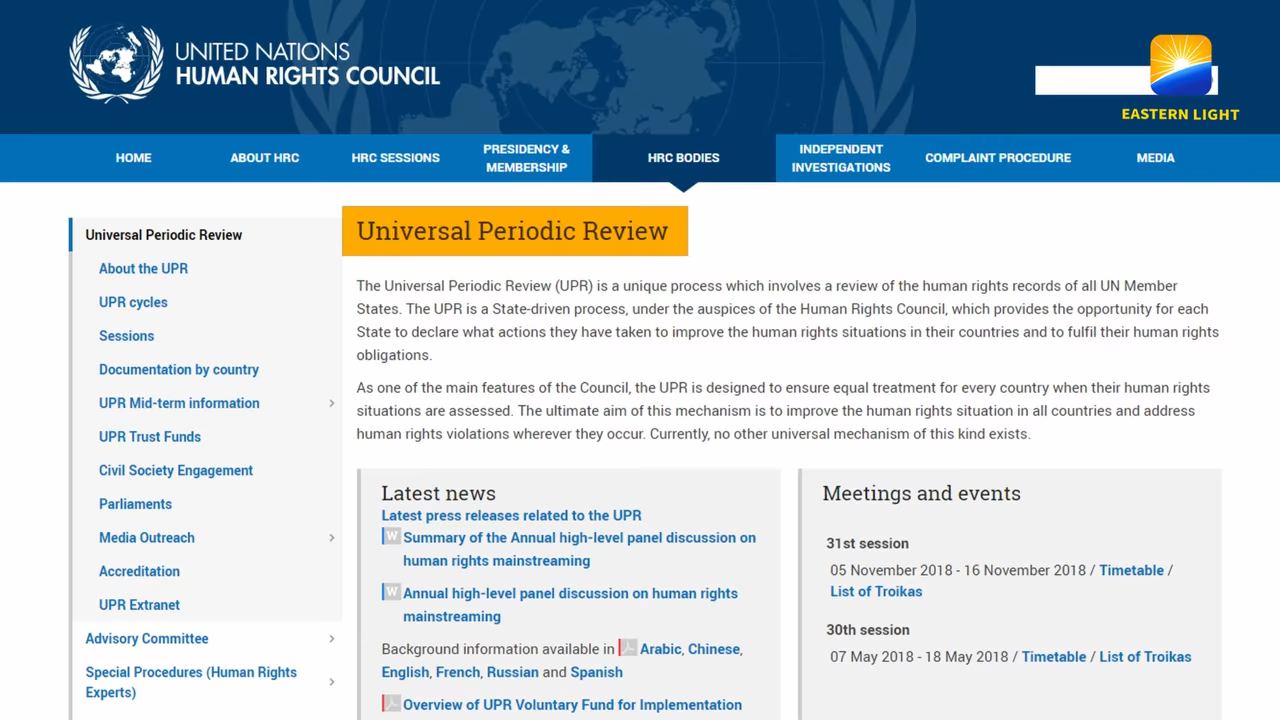 UNITED NATIONS
HUMAN RIGHTS COUNCIL
EASTERN LIGHT
HOME
ABOUT HRC
HRC SESSIONS
PRESIDENCY &
MEMBERSHIP
HRC BODIES
INDEPENDENT
INVESTIGATIONS
COMPLAINT PROCEDURE
MEDIA
Universal Periodic Review
About the UPR
UPR cycles
Sessions
Documentation by country
UPR Mid-term information
UPR Trust Funds
Civil Society Engagement
Parliaments
Media Outreach
Accreditation
UPR Extranet
Advisory Committee
Special Procedures (Human Rights
Experts)
Universal Periodic Review
The Universal Periodic Review (UPR) is a unique process which involves a review of the human rights records of all UN Member
States. The UPR is a State-driven process, under the auspices of the Human Rights Council, which provides the opportunity for each
State to declare what actions they have taken to improve the human rights situations in their countries and to fulfil their human rights
obligations.
As one of the main features of the Council, the UPR is designed to ensure equal treatment for every country when their human rights
situations are assessed. The ultimate aim of this mechanism is to improve the human rights situation in all countries and address
human rights violations wherever they occur. Currently, no other universal mechanism of this kind exists.
Latest news
Latest press releases related to the UPR
Summary of the Annual high-level panel discussion on
human rights mainstreaming
Annual high-level panel discussion on human rights
mainstreaming
Background information available in Arabic, Chinese,
English, French, Russian and Spanish
Overview of UPR Voluntary Fund for Implementation
Meetings and events
31st session
05 November 2018 - 16 November 2018 / Timetable /
List of Troikas
30th session
07 May 2018 - 18 May 2018 / Timetable / List of Troikas